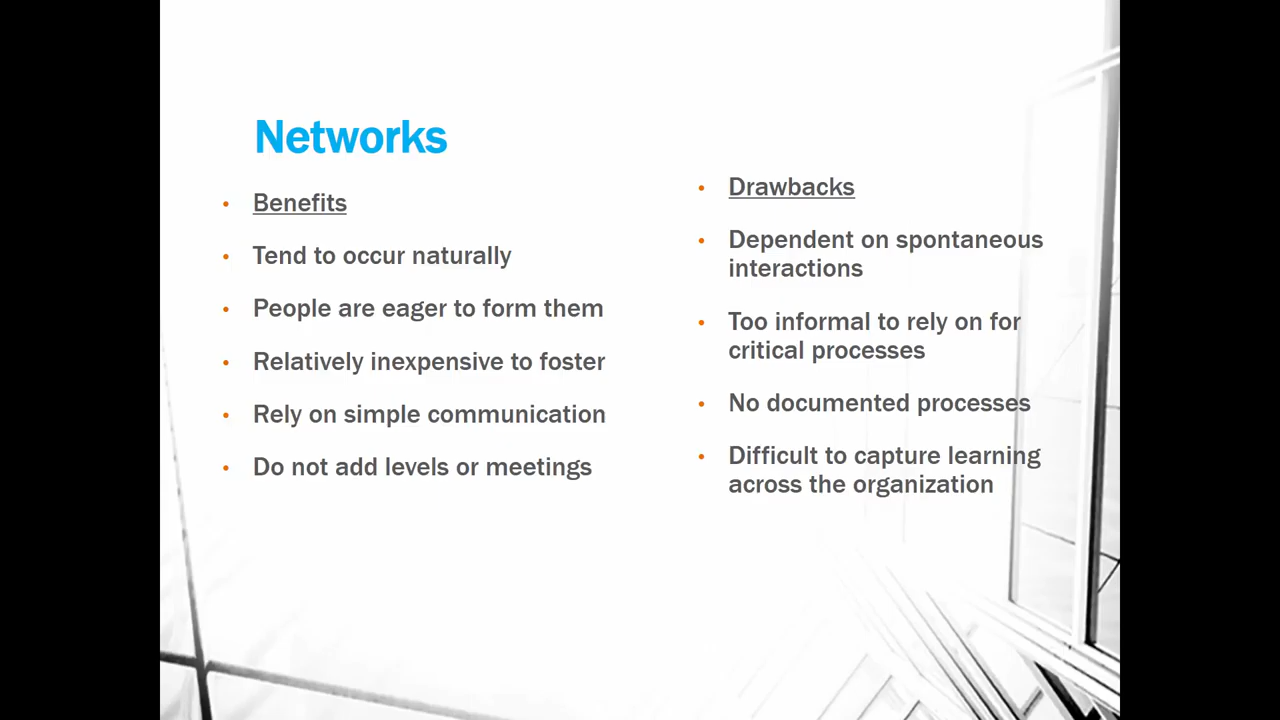 Networks
Benefits
Tend to occur naturally
People are eager to form them
Relatively inexpensive to foster
Rely on simple communication
Do not add levels or meetings
Drawbacks
Dependent on spontaneous
interactions
Too informal to rely on for
critical processes
No documented processes
Difficult to capture learning
across the organization